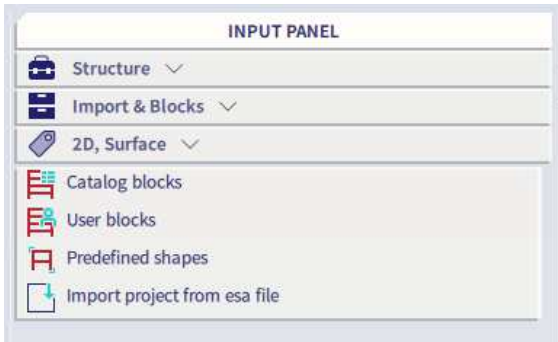 INPUT PANEL
Structure
Import & Blocks
2D, Surface
Catalog blocks
User blocks
Predefined shapes
Import project from esa file